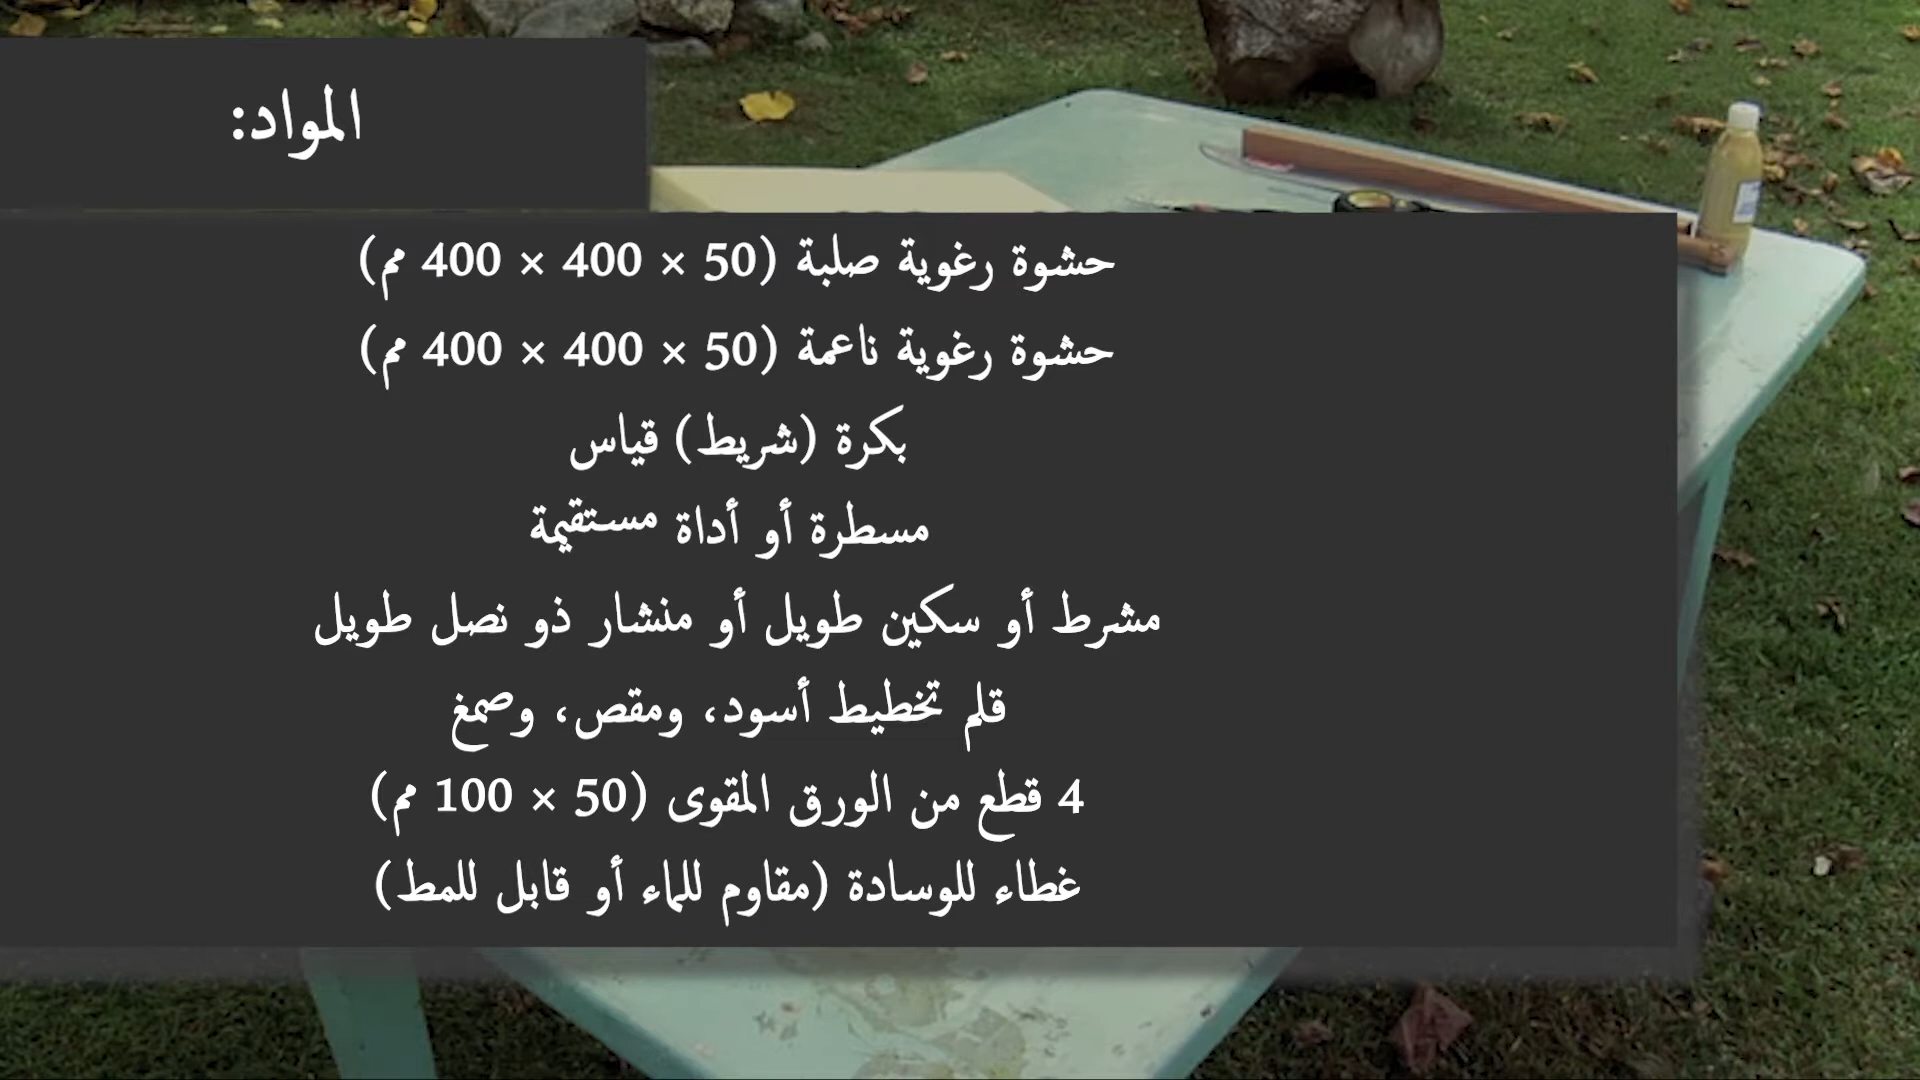 المواد:
حشوة رغوية صلبة (50 × 400 × 400 مم)
حشوة رغوية ناعمة (50 × 400 × 400 مم)
بكرة (شريط) قياس
مسطرة أو أداة مستقيمة
مشرط أو سكين طويل أو منشار ذو نصل طويل
قلم تخطيط أسود، ومقص، وصمغ
4 قطع من الورق المقوى (50 × 100 مم)
غطاء للوسادة (مقاوم للماء أو قابل للمط)